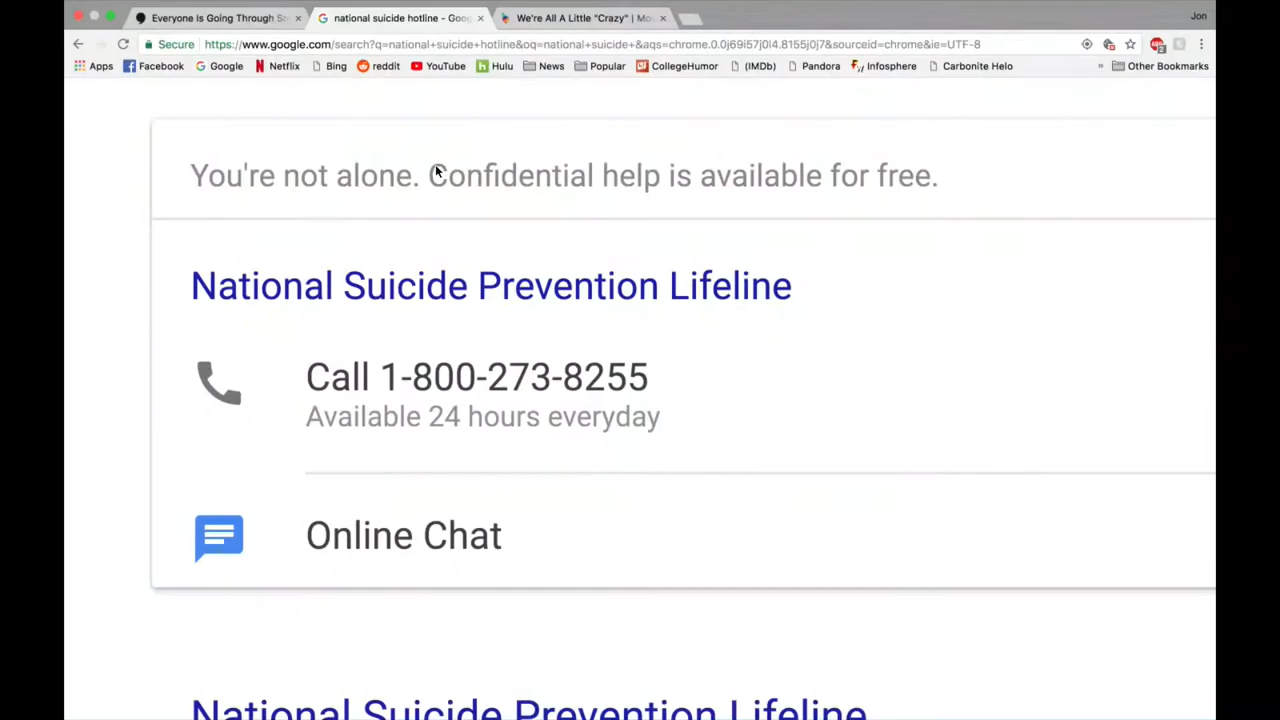 Everyone Is Going Through So
national suicide hotline - Goog
We're All A Little "Crazy" | Mo
Jon
Secure https://www.google.com/search?q=national+suicide+hotline&oq=national+suicide+&aqs=chrome.0.0j69i57j0l4.8155j0j7&sourceid=chrome&ie=UTF-8
Apps Facebook Google Netflix Bing reddit YouTube Hulu News Popular CollegeHumor (IMDb) Pandora Infosphere Carbonite Helo » Other Bookmarks
You're not alone. Confidential help is available for free.
National Suicide Prevention Lifeline
Call 1-800-273-8255
Available 24 hours everyday
Online Chat
National Suicide Prevention Lifeline